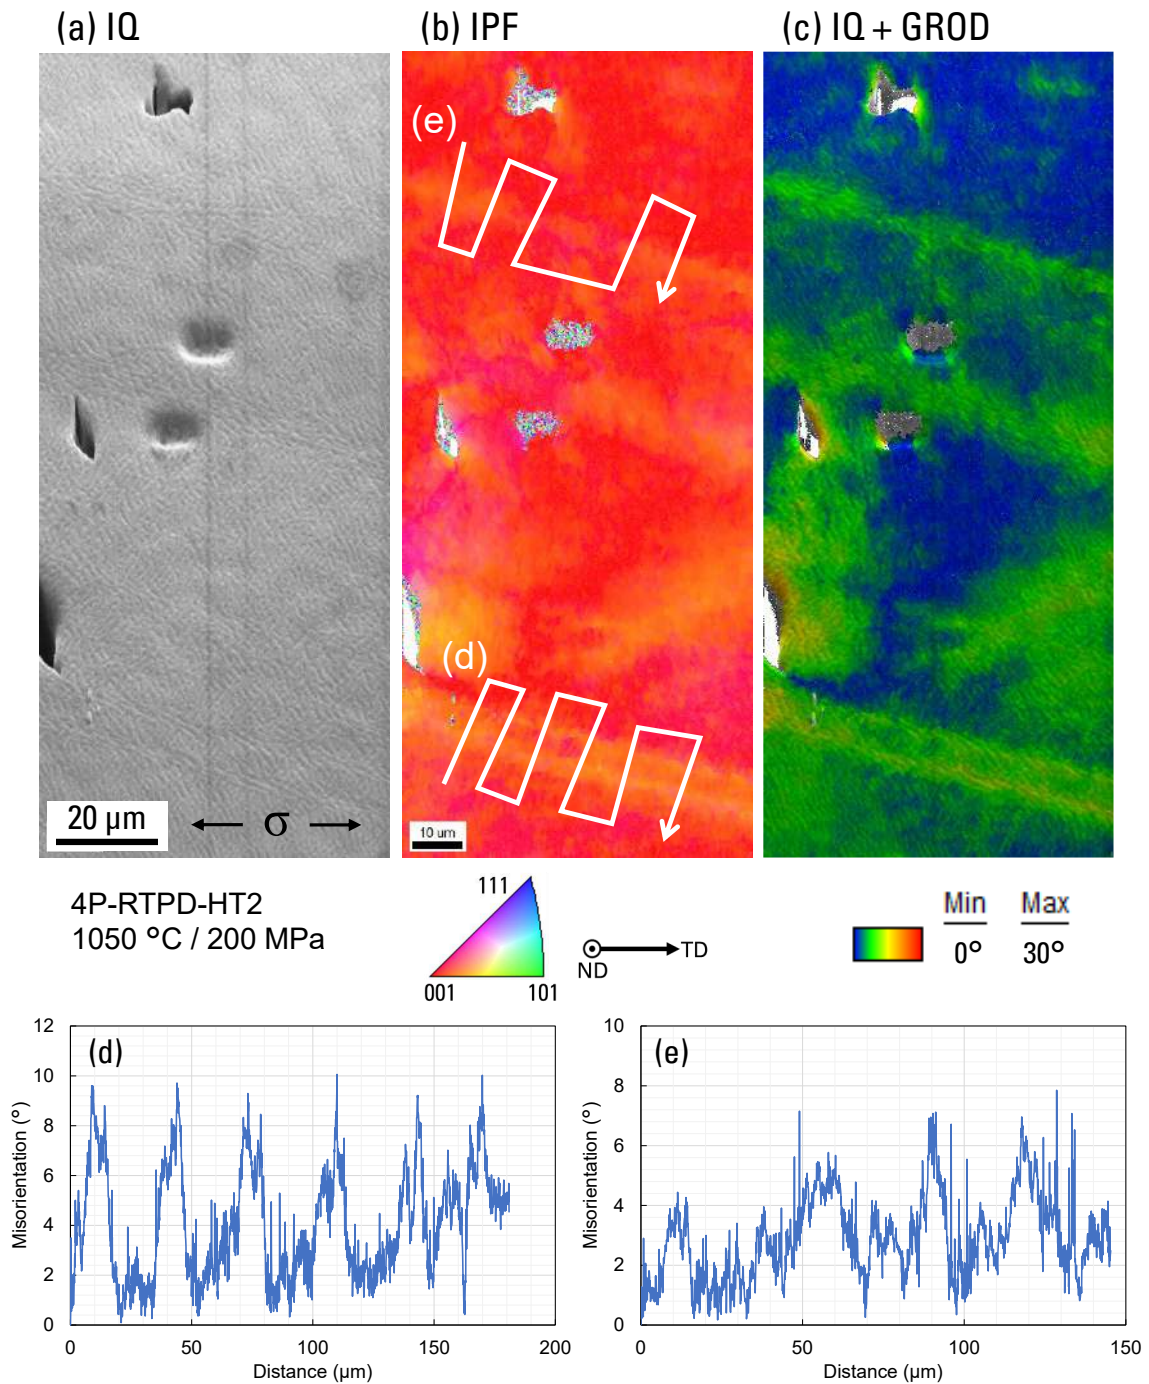 (a) IQ
(b) IPF
(c) IQ + GROD
(e)
(d)
20 µm
σ
10 um
4P-RTPD-HT2
1050 °C / 200 MPa
111
001
101
ND
TD
Min
Max
0°
30°
(d)
12
10
8
6
4
2
0
Misorientation (°)
0
50
100
150
200
Distance (µm)
(e)
10
8
6
4
2
0
Misorientation (°)
0
50
100
150
Distance (µm)